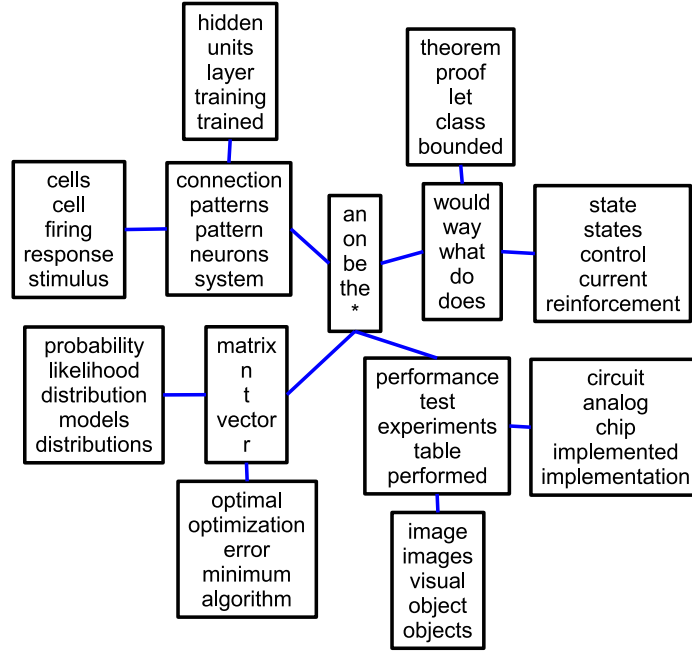 hidden
units
layer
training
trained
theorem
proof
let
class
bounded
cells
cell
firing
response
stimulus
connection
patterns
pattern
neurons
system
an
on
be
the
*
would
way
what
do
does
state
states
control
current
reinforcement
probability
likelihood
distribution
models
distributions
matrix
n
t
vector
r
performance
test
experiments
table
performed
circuit
analog
chip
implemented
implementation
optimal
optimization
error
minimum
algorithm
image
images
visual
object
objects